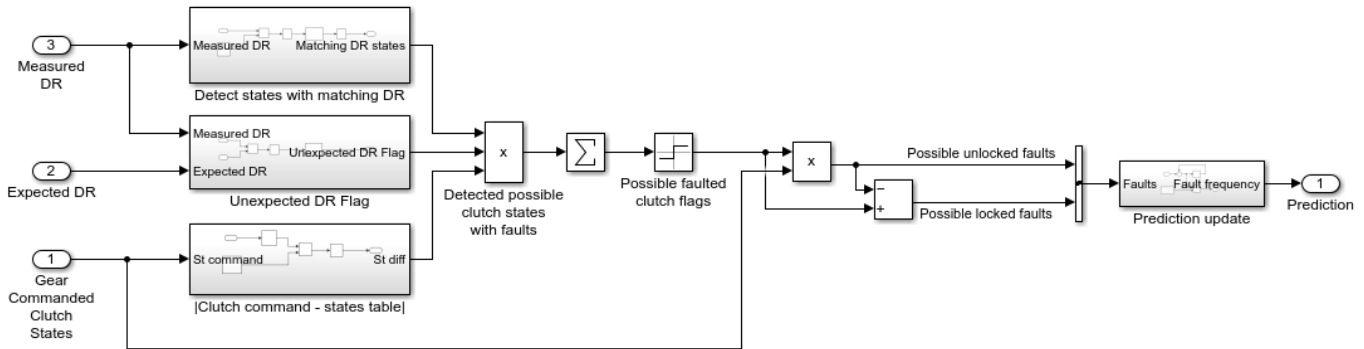 3
Measured
DR
Measured DR
Matching DR states
Detect states with matching DR
Measured DR
Unexpected DR Flag
Expected DR
Unexpected DR Flag
2
Expected DR
1
Gear
Commanded
Clutch
States
St command
St diff
|Clutch command - states table|
x
Detected possible
clutch states
with faults
Σ
Possible faulted
clutch flags
x
Possible unlocked faults
−
+
Possible locked faults
Faults
Fault frequency
Prediction update
1
Prediction